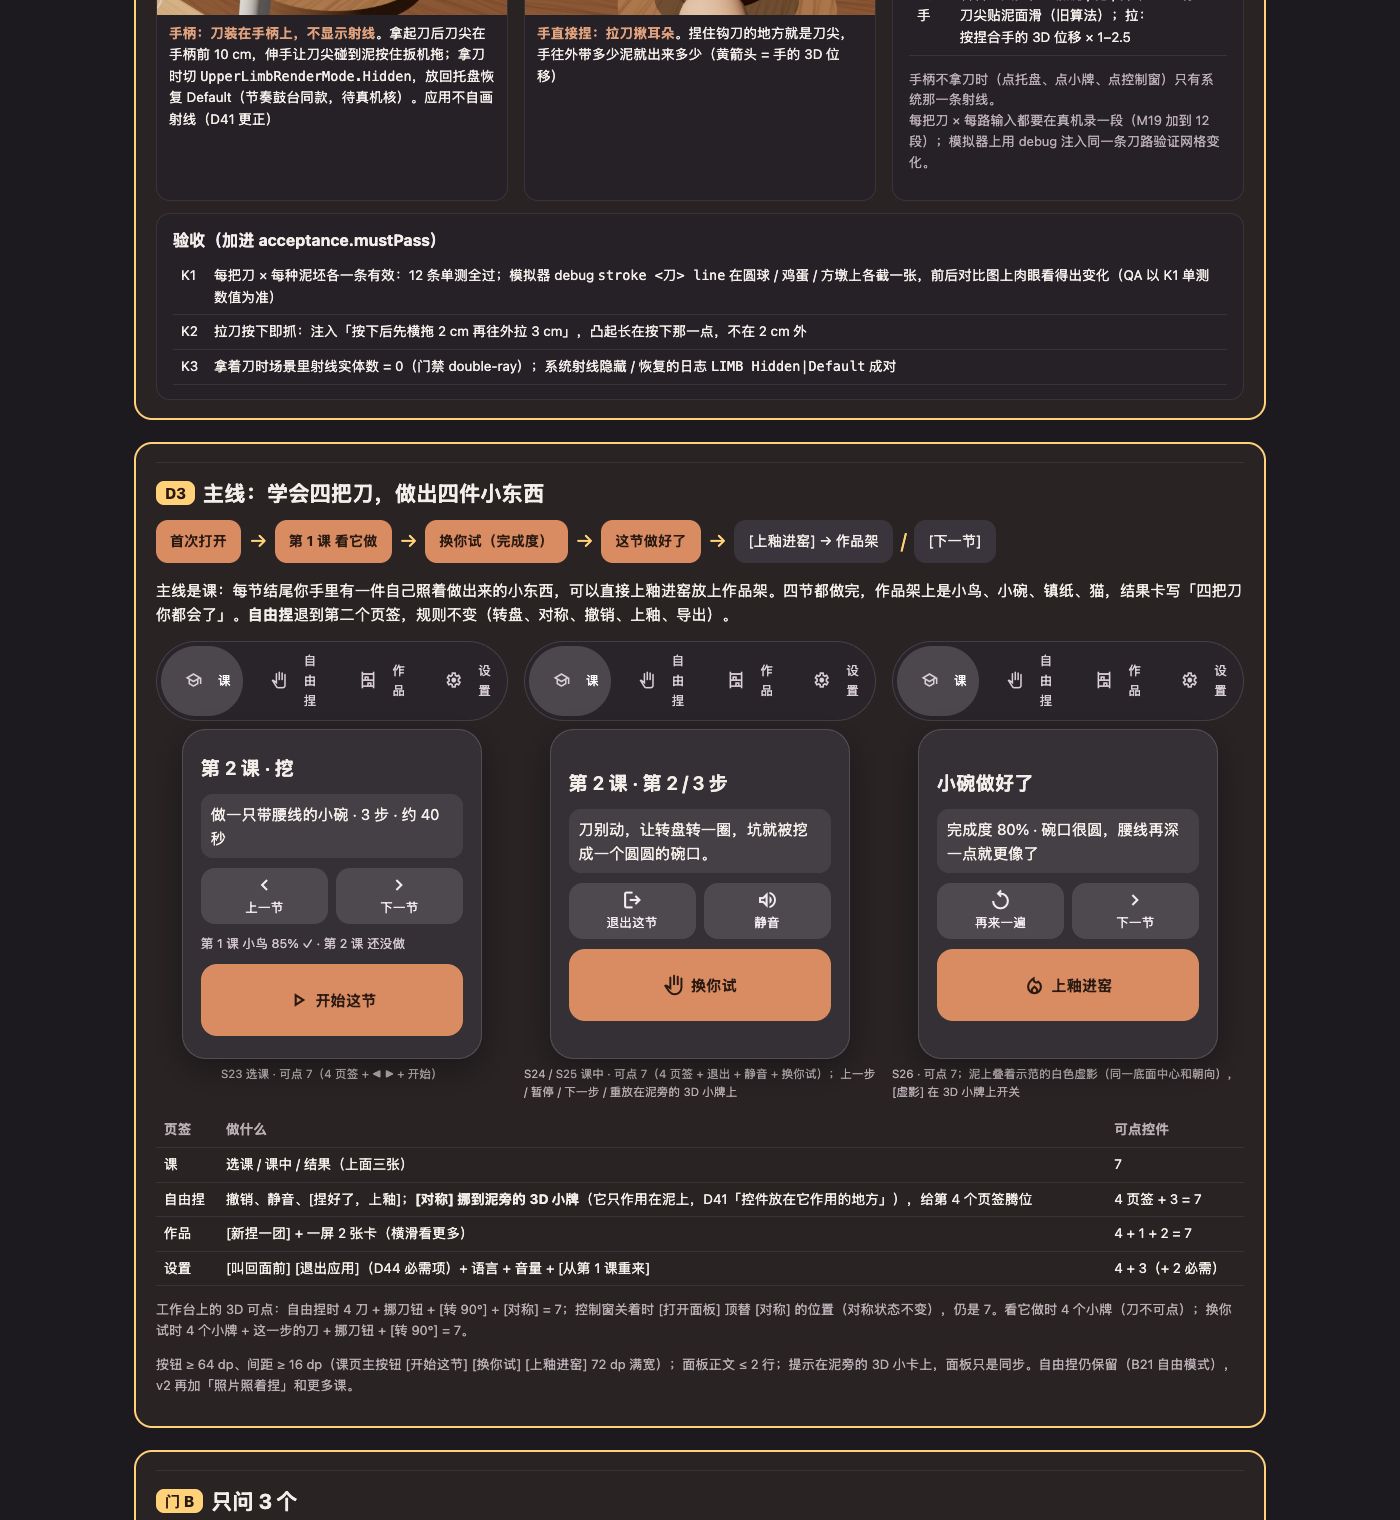 手柄：刀装在手柄上，不显示射线。拿起刀后刀尖在
手柄前 10 cm，伸手让刀尖碰到泥按住扳机拖；拿刀
时切 UpperLimbRenderMode.Hidden，放回托盘恢
复 Default（节奏鼓台同款，待真机核）。应用不自画
射线（D41 更正）
手直接捏：拉刀揪耳朵。捏住钩刀的地方就是刀尖，
手往外带多少泥就出来多少（黄箭头 = 手的 3D 位
移）
手
刀尖贴泥面滑（旧算法）；拉：
按捏合手的 3D 位移 × 1–2.5
手柄不拿刀时（点托盘、点小牌、点控制窗）只有系
统那一条射线。
每把刀 × 每路输入都要在真机录一段（M19 加到 12
段）；模拟器上用 debug 注入同一条刀路验证网格变
化。
验收（加进 acceptance.mustPass）
K1 每把刀 × 每种泥坯各一条有效：12 条单测全过；模拟器 debug stroke <刀> line 在圆球 / 鸡蛋 / 方墩上各截一张，前后对比图上肉眼看得出变化（QA 以 K1 单测
数值为准）
K2 拉刀按下即抓：注入「按下后先横拖 2 cm 再往外拉 3 cm」，凸起长在按下那一点，不在 2 cm 外
K3 拿着刀时场景里射线实体数 = 0（门禁 double-ray）；系统射线隐藏 / 恢复的日志 LIMB Hidden|Default 成对
D3 主线：学会四把刀，做出四件小东西
首次打开 → 第 1 课 看它做 → 换你试（完成度） → 这节做好了 → [上釉进窑] → 作品架 / [下一节]
主线是课：每节结尾你手里有一件自己照着做出来的小东西，可以直接上釉进窑放上作品架。四节都做完，作品架上是小鸟、小碗、镇纸、猫，结果卡写「四把刀
你都会了」。自由捏退到第二个页签，规则不变（转盘、对称、撤销、上釉、导出）。
课 自由捏 作品 设置
第 2 课 · 挖
做一只带腰线的小碗 · 3 步 · 约 40
秒
上一节 下一节
第 1 课 小鸟 85% ✓ · 第 2 课 还没做
开始这节
S23 选课 · 可点 7（4 页签 + ◀ ▶ + 开始）
课 自由捏 作品 设置
第 2 课 · 第 2 / 3 步
刀别动，让转盘转一圈，坑就被挖
成一个圆圆的碗口。
退出这节 静音
换你试
S24 / S25 课中 · 可点 7（4 页签 + 退出 + 静音 + 换你试）；上一步
/ 暂停 / 下一步 / 重放在泥旁的 3D 小牌上
课 自由捏 作品 设置
小碗做好了
完成度 80% · 碗口很圆，腰线再深
一点就更像了
再来一遍 下一节
上釉进窑
S26 · 可点 7；泥上叠着示范的白色虚影（同一底面中心和朝向），
[虚影] 在 3D 小牌上开关
页签 做什么 可点控件
课 选课 / 课中 / 结果（上面三张） 7
自由捏 撤销、静音、[捏好了，上釉]；[对称] 挪到泥旁的 3D 小牌（它只作用在泥上，D41「控件放在它作用的地方」），给第 4 个页签腾位 4 页签 + 3 = 7
作品 [新捏一团] + 一屏 2 张卡（横滑看更多） 4 + 1 + 2 = 7
设置 [叫回面前] [退出应用]（D44 必需项）+ 语言 + 音量 + [从第 1 课重来] 4 + 3（+ 2 必需）
工作台上的 3D 可点：自由捏时 4 刀 + 挪刀钮 + [转 90°] + [对称] = 7；控制窗关着时 [打开面板] 顶替 [对称] 的位置（对称状态不变），仍是 7。看它做时 4 个小牌（刀不可点）；换你
试时 4 个小牌 + 这一步的刀 + 挪刀钮 + [转 90°] = 7。
按钮 ≥ 64 dp、间距 ≥ 16 dp（课页主按钮 [开始这节] [换你试] [上釉进窑] 72 dp 满宽）；面板正文 ≤ 2 行；提示在泥旁的 3D 小卡上，面板只是同步。自由捏仍保留（B21 自由模式），
v2 再加「照片照着捏」和更多课。
门 B 只问 3 个